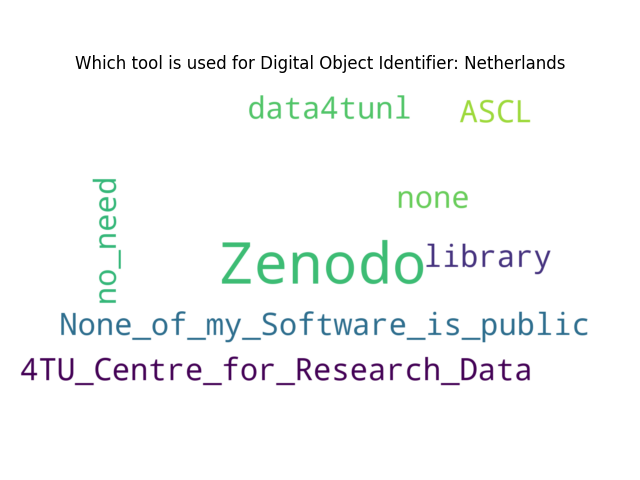 Which tool is used for Digital Object Identifier: Netherlands
data4tunl
ASCL
no_need
none
Zenodo
library
None_of_my_Software_is_public
4TU_Centre_for_Research_Data